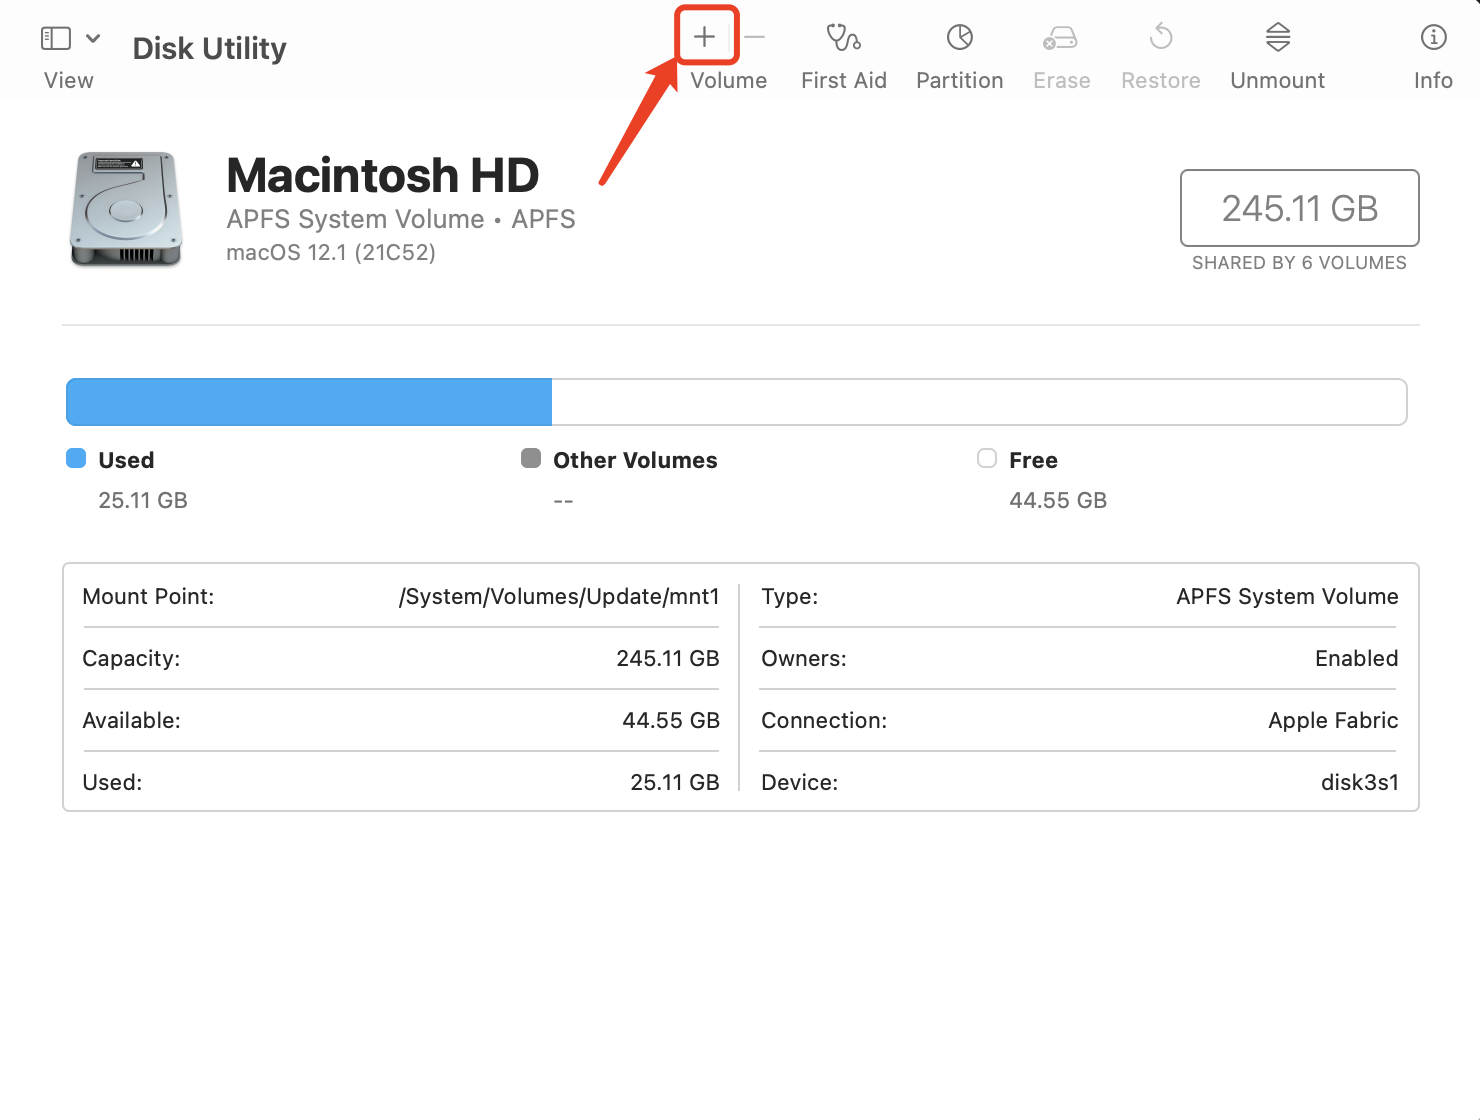 Disk Utility
View
Volume
First Aid
Partition
Erase
Restore
Unmount
Info
Macintosh HD
APFS System Volume • APFS
macOS 12.1 (21C52)
245.11 GB
SHARED BY 6 VOLUMES
Used
25.11 GB
Other Volumes
--
Free
44.55 GB
Mount Point: /System/Volumes/Update/mnt1
Capacity: 245.11 GB
Available: 44.55 GB
Used: 25.11 GB
Type: APFS System Volume
Owners: Enabled
Connection: Apple Fabric
Device: disk3s1